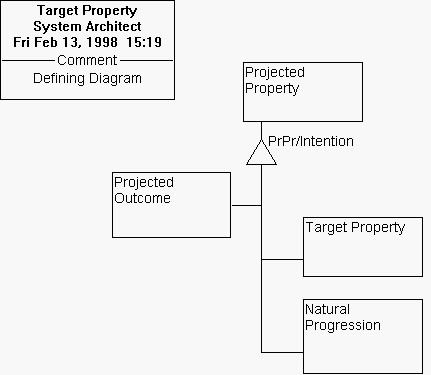 Target Property
System Architect
Fri Feb 13, 1998 15:19
Comment
Defining Diagram
Projected
Property
PrPr/Intention
Projected
Outcome
Target Property
Natural
Progression